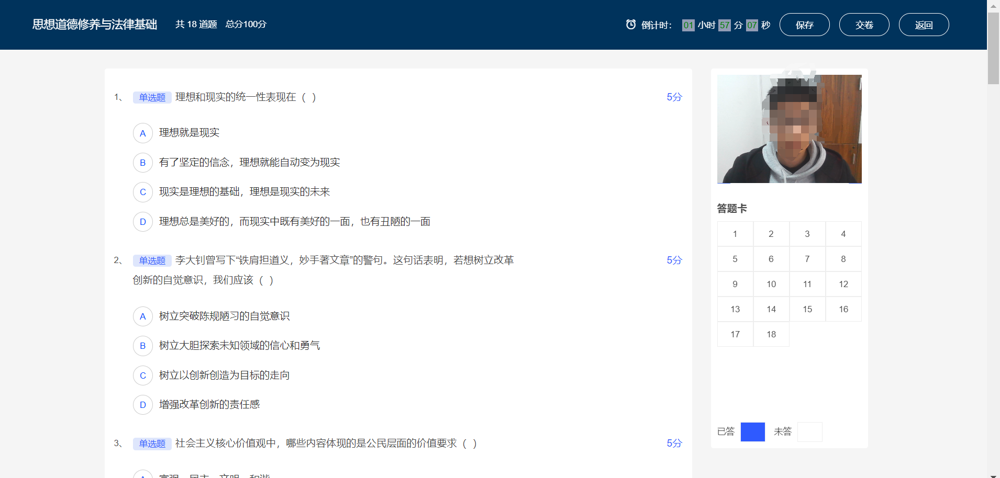 思想道德修养与法律基础 共 18 道题 总分100分 倒计时： 01 小时 57 分 07 秒 保存 交卷 返回
1、 单选题 理想和现实的统一性表现在（ ） 5分
A 理想就是现实
B 有了坚定的信念，理想就能自动变为现实
C 现实是理想的基础，理想是现实的未来
D 理想总是美好的，而现实中既有美好的一面，也有丑陋的一面
2、 单选题 李大钊曾写下“铁肩担道义，妙手著文章”的警句。这句话表明，若想树立改革 5分
创新的自觉意识，我们应该（ ）
A 树立突破陈规陋习的自觉意识
B 树立大胆探索未知领域的信心和勇气
C 树立以创新创造为目标的走向
D 增强改革创新的责任感
3、 单选题 社会主义核心价值观中，哪些内容体现的是公民层面的价值要求（ ） 5分
A 富强、民主、文明、和谐
答题卡
1 2 3 4
5 6 7 8
9 10 11 12
13 14 15 16
17 18
已答 未答